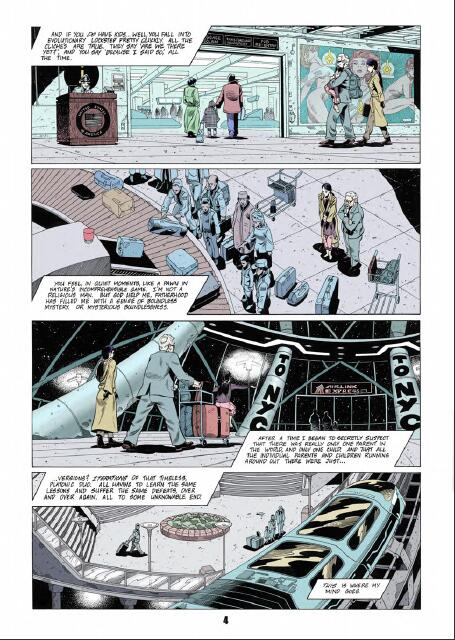 AND IF YOU DO HAVE KIDS... WELL, YOU FALL INTO
EVOLUTIONARY LOCKSTEP PRETTY QUICKLY. ALL THE
CLICHES ARE TRUE. THEY SAY 'ARE WE THERE
YET', AND YOU SAY 'BECAUSE I SAID SO,' ALL
THE TIME.
YOU FEEL, IN QUIET MOMENTS, LIKE A PAWN IN
NATURE'S INCOMPREHENSIBLE GAME. I'M NOT A
RELIGIOUS MAN. BUT GOD HELP ME, FATHERHOOD
HAS FILLED ME WITH A SENSE OF BOUNDLESS
MYSTERY. OR MYSTERIOUS BOUNDLESSNESS.
TO NYC
AIRLINK
EXPRESS
TO NYC
AFTER A TIME I BEGAN TO SECRETLY SUSPECT
THAT THERE WAS REALLY ONLY ONE PARENT IN
THE WORLD, AND ONLY ONE CHILD. AND THAT ALL
THE INDIVIDUAL PARENTS AND CHILDREN RUNNING
AROUND OUT THERE WERE JUST...
...VERSIONS? ITERATIONS OF THAT TIMELESS,
PLATONIC DUO. ALL HAVING TO LEARN THE SAME
LESSONS AND SUFFER THE SAME DEFEATS, OVER
AND OVER AGAIN. ALL TO SOME UNKNOWABLE END.
THIS IS WHERE MY
MIND GOES.
4